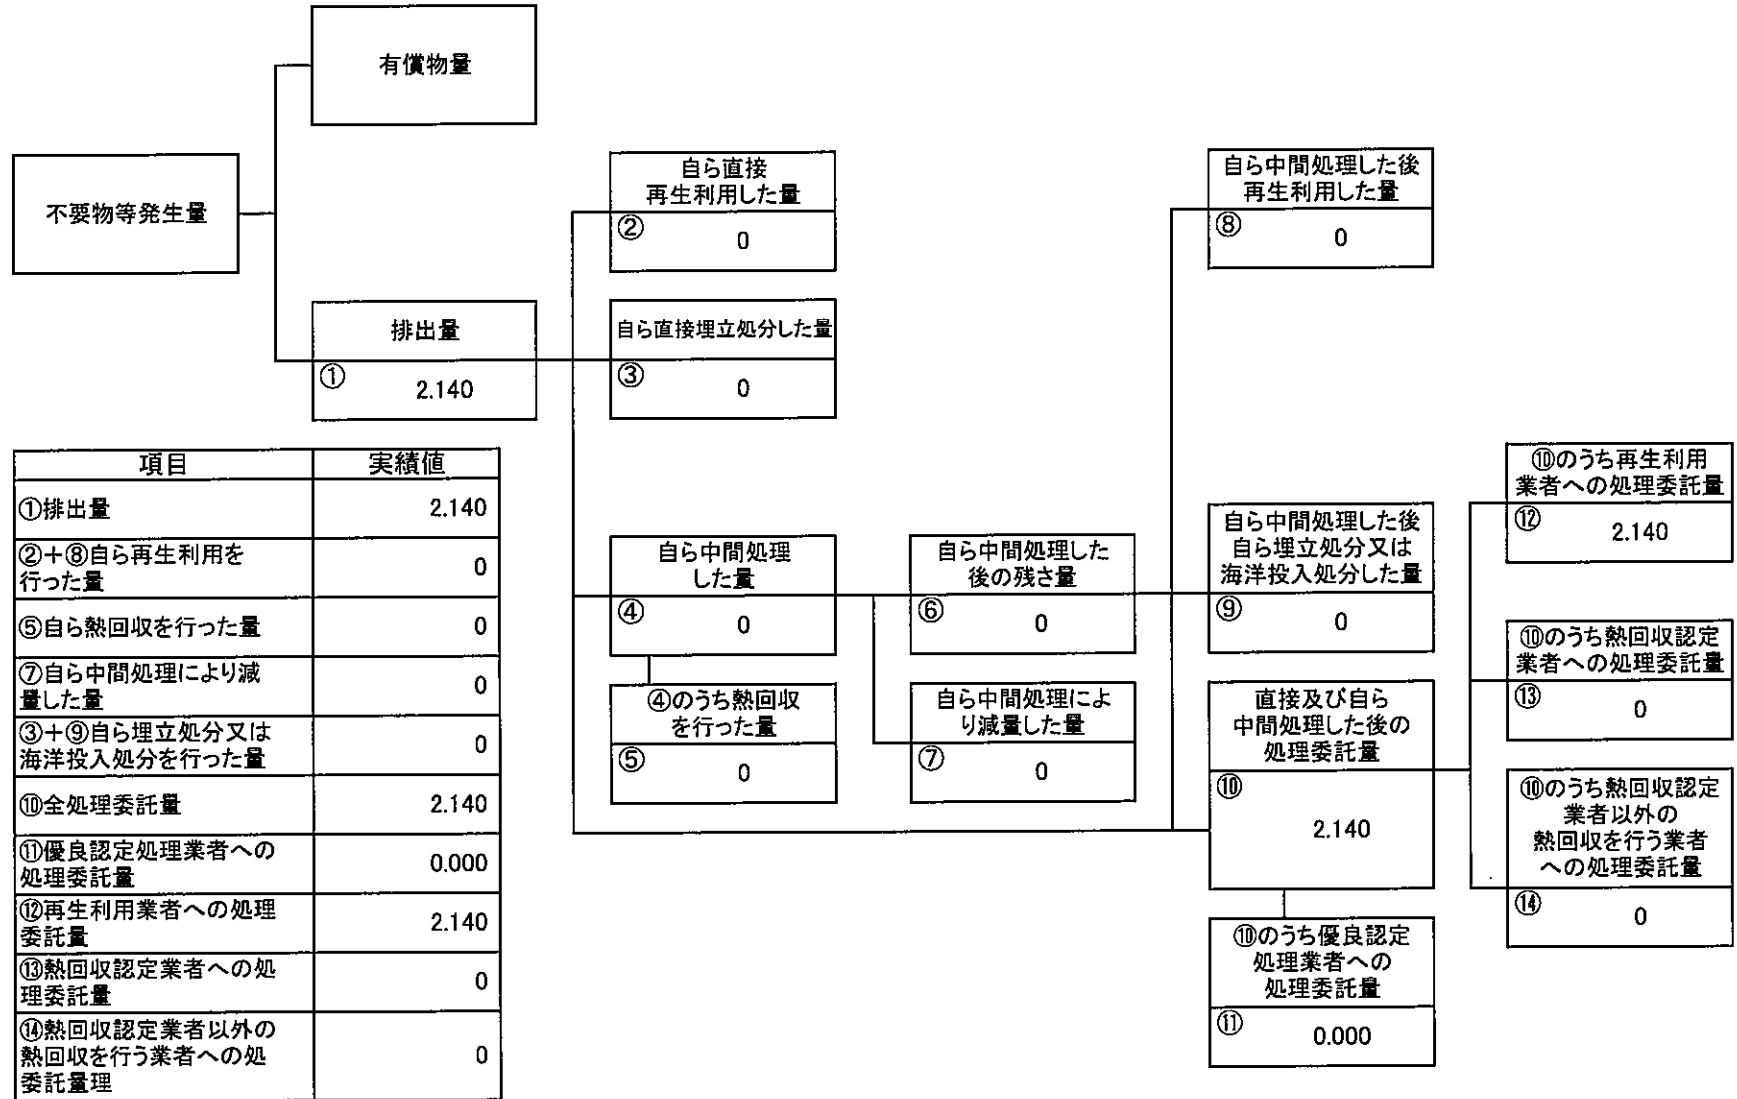 有償物量
不要物等発生量
排出量
①
2.140
自ら直接
再生利用した量
②
0
自ら直接埋立処分した量
③
0
自ら中間処理
した量
④
0
④のうち熱回収
を行った量
⑤
0
自ら中間処理した
後の残さ量
⑥
0
自ら中間処理によ
り減量した量
⑦
0
自ら中間処理した後
再生利用した量
⑧
0
自ら中間処理した後
自ら埋立処分又は
海洋投入処分した量
⑨
0
直接及び自ら
中間処理した後の
処理委託量
⑩
2.140
⑩のうち優良認定
処理業者への
処理委託量
⑪
0.000
⑩のうち再生利用
業者への処理委託量
⑫
2.140
⑩のうち熱回収認定
業者への処理委託量
⑬
0
⑩のうち熱回収認定
業者以外の
熱回収を行う業者
への処理委託量
⑭
0
項目 実績値
①排出量 2.140
②+⑧自ら再生利用を
行った量 0
⑤自ら熱回収を行った量 0
⑦自ら中間処理により減
量した量 0
③+⑨自ら埋立処分又は
海洋投入処分を行った量 0
⑩全処理委託量 2.140
⑪優良認定処理業者への
処理委託量 0.000
⑫再生利用業者への処理
委託量 2.140
⑬熱回収認定業者への処
理委託量 0
⑭熱回収認定業者以外の
熱回収を行う業者への処
委託量理 0